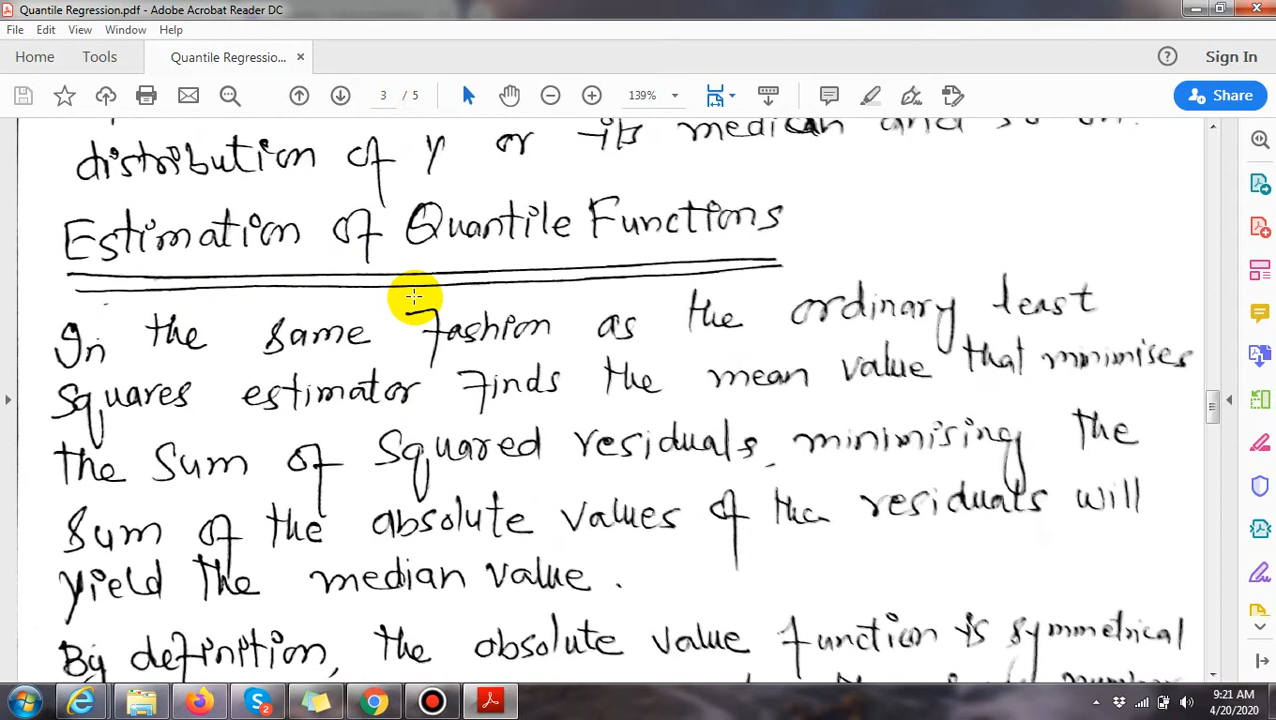 Quantile Regression.pdf - Adobe Acrobat Reader DC
File Edit View Window Help
Home Tools Quantile Regressio... × Sign In
3 / 5 139% Share
distribution of Y or its median and so on.
Estimation of Quantile Functions
In the same fashion as the ordinary least
squares estimator finds the mean value that minimises
the sum of squared residuals, minimising the
sum of the absolute values of the residuals will
yield the median value.
By definition, the absolute value function is symmetrical
number
9:21 AM
4/20/2020